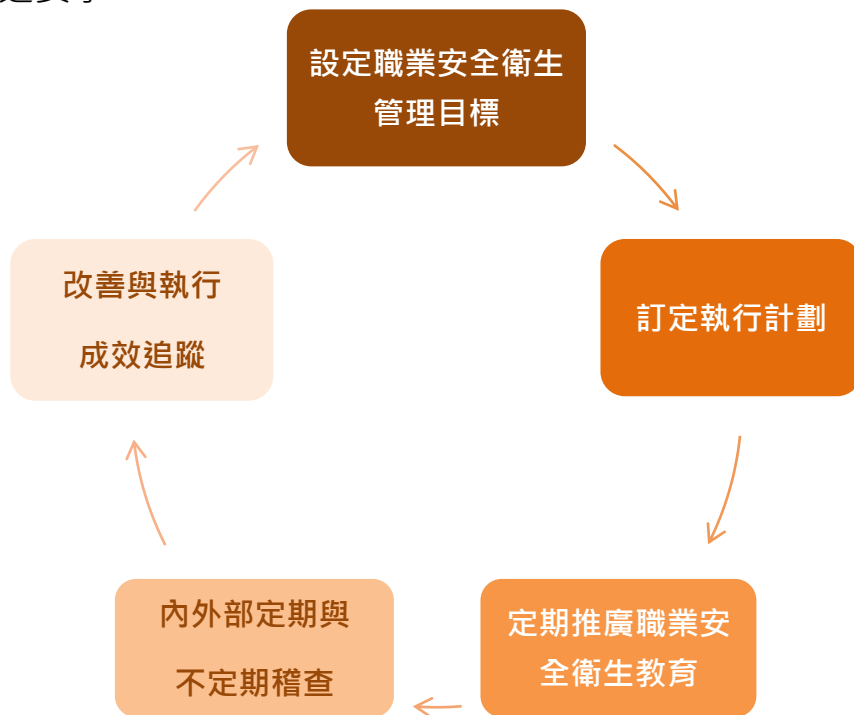 設定職業安全衛生
管理目標
訂定執行計劃
定期推廣職業安
全衛生教育
內外部定期與
不定期稽查
改善與執行
成效追蹤